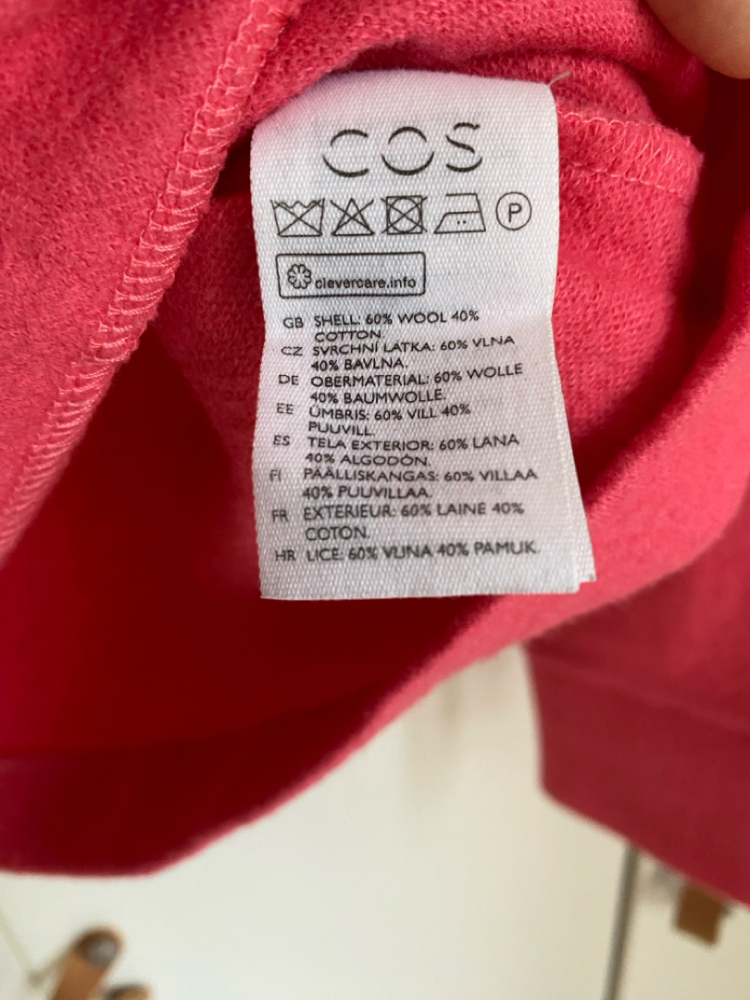 COS
P
clevercare.info
GB SHELL: 60% WOOL 40%
COTTON.
CZ SVRCHNÍ LÁTKA: 60% VLNA
40% BAVLNA.
DE OBERMATERIAL: 60% WOLLE
40% BAUMWOLLE.
EE ÜMBRIS: 60% VILL 40%
PUUVILL.
ES TELA EXTERIOR: 60% LANA
40% ALGODÓN.
FI PÄÄLLISKANGAS: 60% VILLAA
40% PUUVILLAA.
FR EXTERIEUR: 60% LAINE 40%
COTON.
HR LICE: 60% VUNA 40% PAMUK.